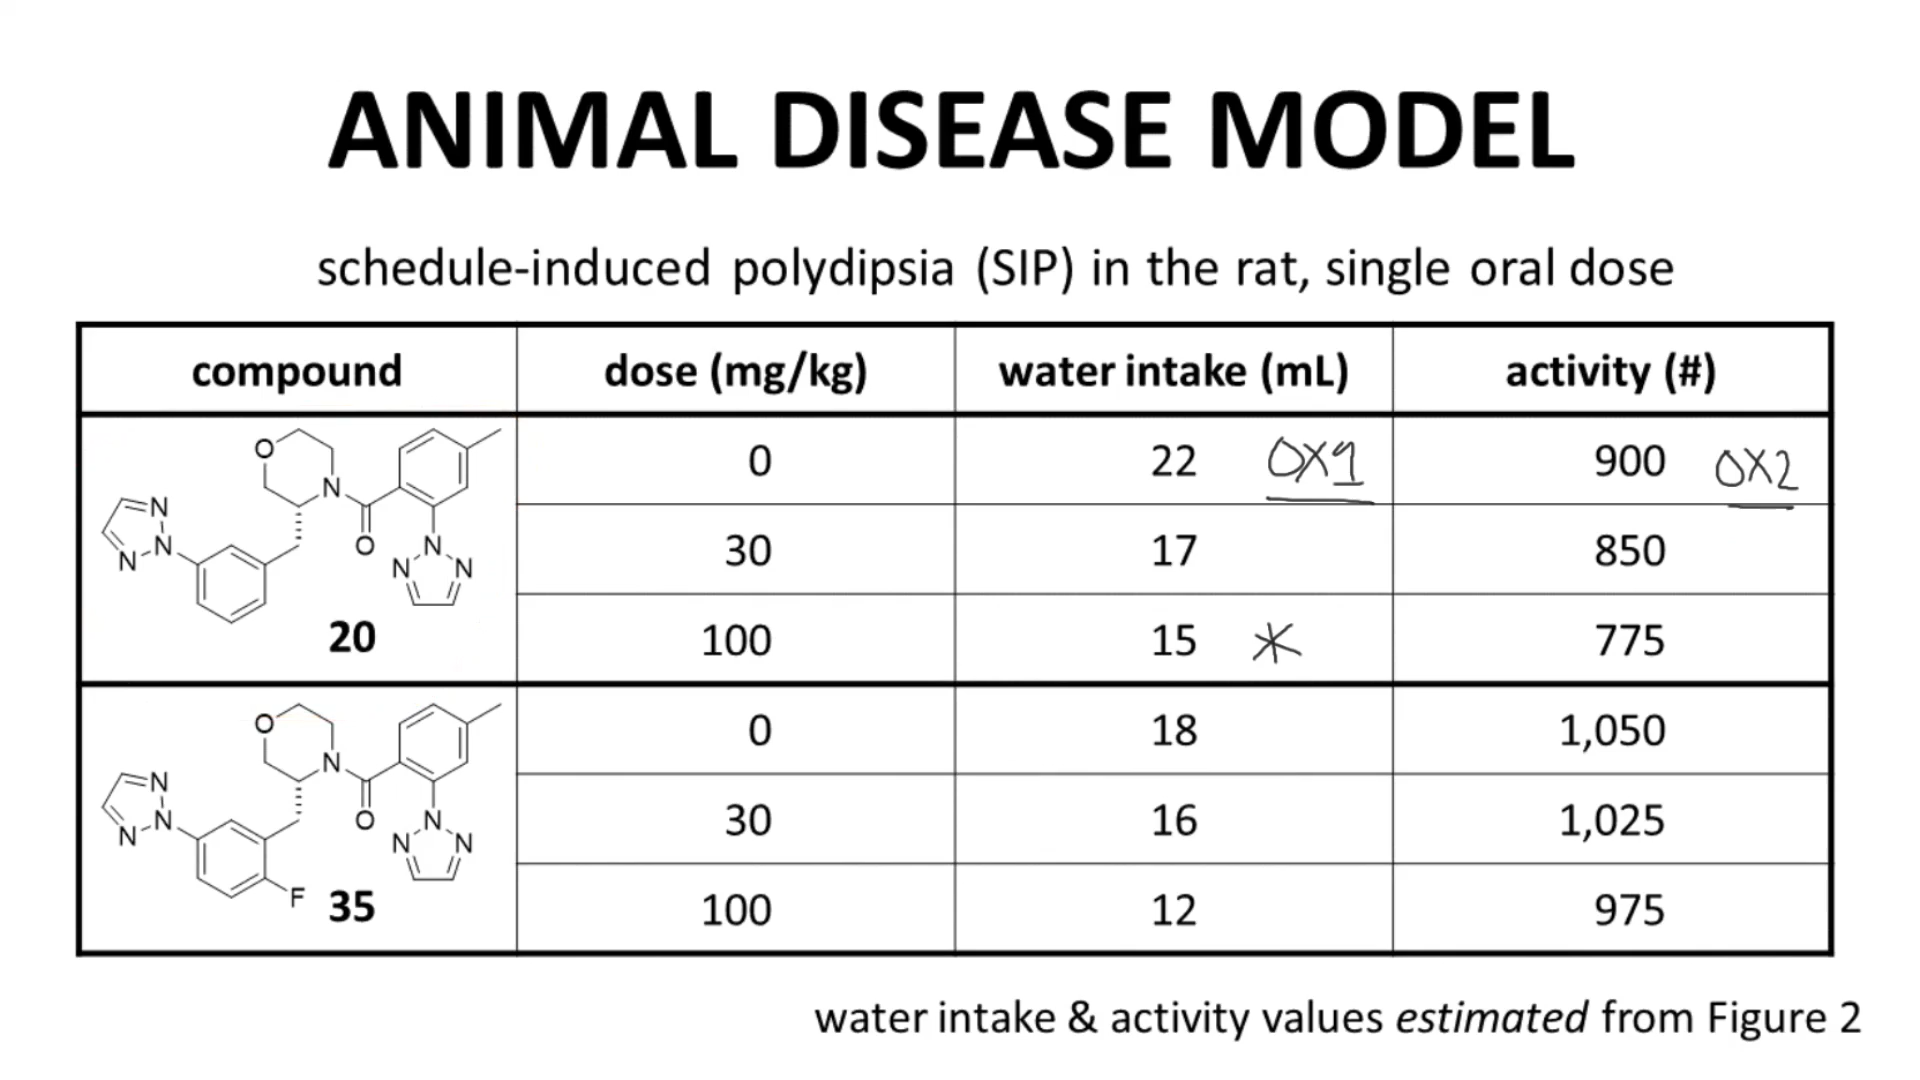 ANIMAL DISEASE MODEL
schedule-induced polydipsia (SIP) in the rat, single oral dose
compound dose (mg/kg) water intake (mL) activity (#)
0 22 OX1 900 OX2
30 17 850
100 15 * 775
O
N
O
N
N
N
N
N
N
20
0 18 1,050
30 16 1,025
100 12 975
O
N
O
N
N
N
N
N
N
F
35
water intake & activity values estimated from Figure 2